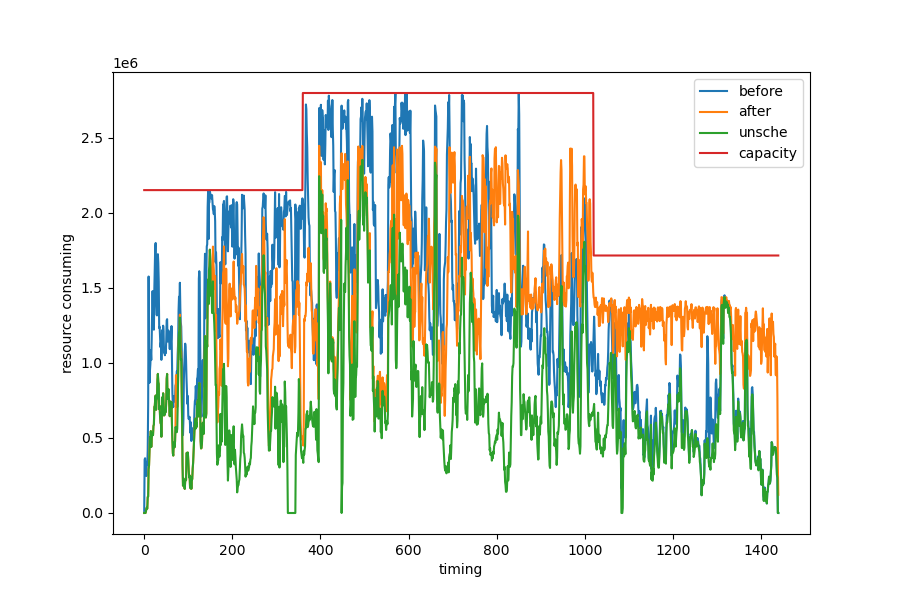 1e6
before
after
unsche
capacity
2.5
2.0
1.5
1.0
0.5
0.0
resource consuming
0 200 400 600 800 1000 1200 1400
timing